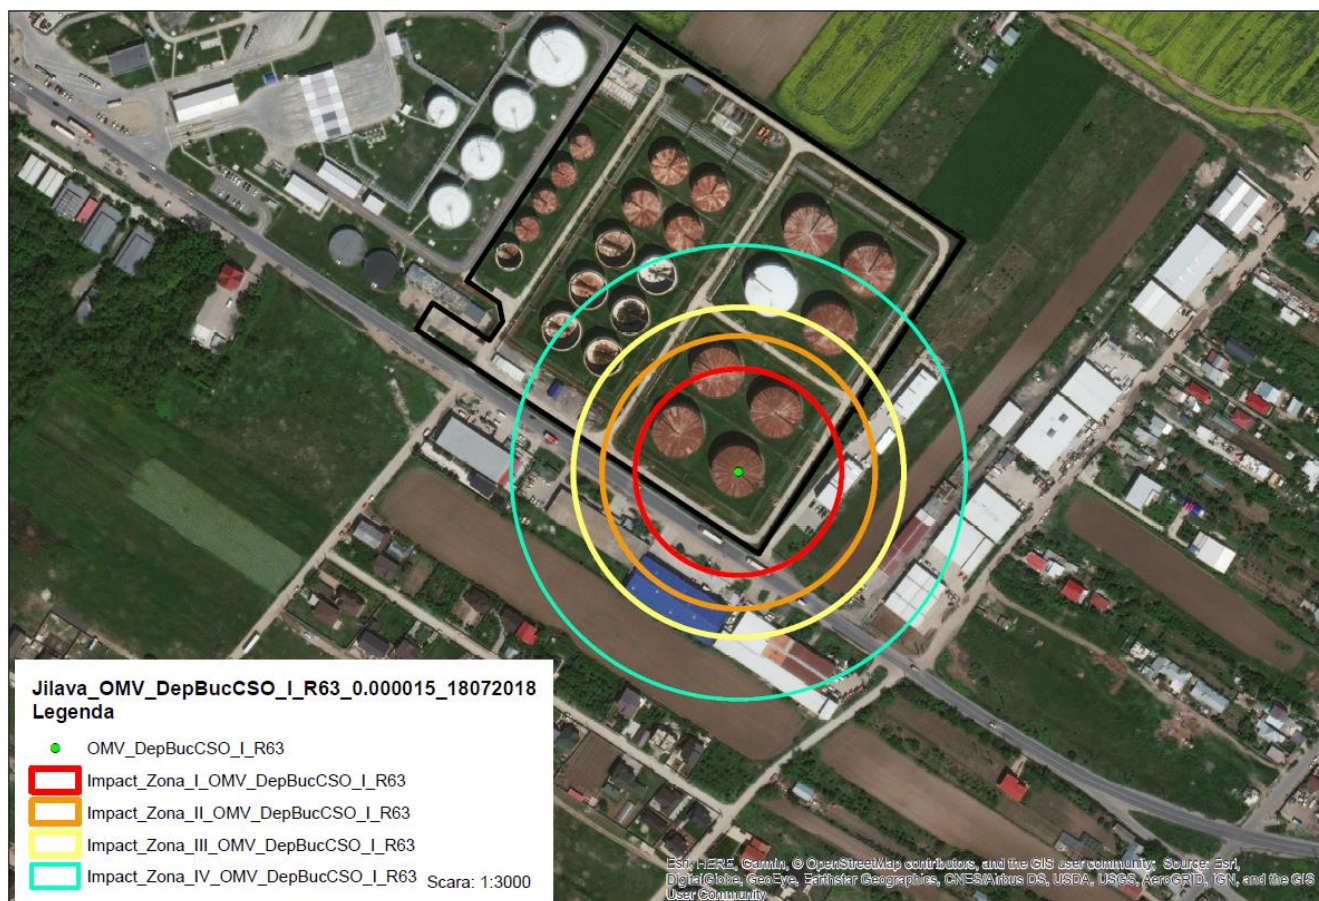 Jilava_OMV_DepBucCSO_I_R63_0.000015_18072018
Legenda
OMV_DepBucCSO_I_R63
Impact_Zona_I_OMV_DepBucCSO_I_R63
Impact_Zona_II_OMV_DepBucCSO_I_R63
Impact_Zona_III_OMV_DepBucCSO_I_R63
Impact_Zona_IV_OMV_DepBucCSO_I_R63 Scara: 1:3000
Esri, HERE, Garmin, © OpenStreetMap contributors, and the GIS user community; Source: Esri,
DigitalGlobe, GeoEye, Earthstar Geographics, CNES/Airbus DS, USDA, USGS, AeroGRID, IGN, and the GIS
User Community